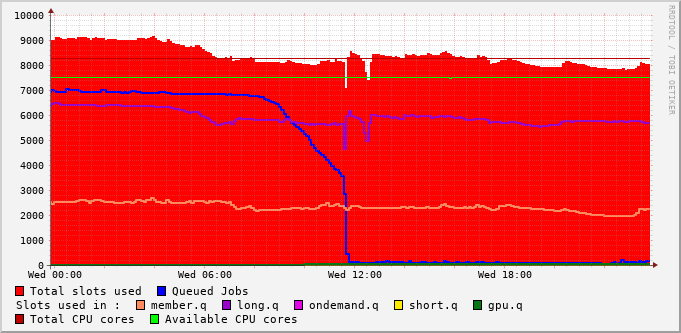 10000
9000
8000
7000
6000
5000
4000
3000
2000
1000
0
Wed 00:00 Wed 06:00 Wed 12:00 Wed 18:00
Total slots used Queued Jobs
Slots used in : member.q long.q ondemand.q short.q gpu.q
Total CPU cores Available CPU cores
RRDTOOL / TOBI OETIKER